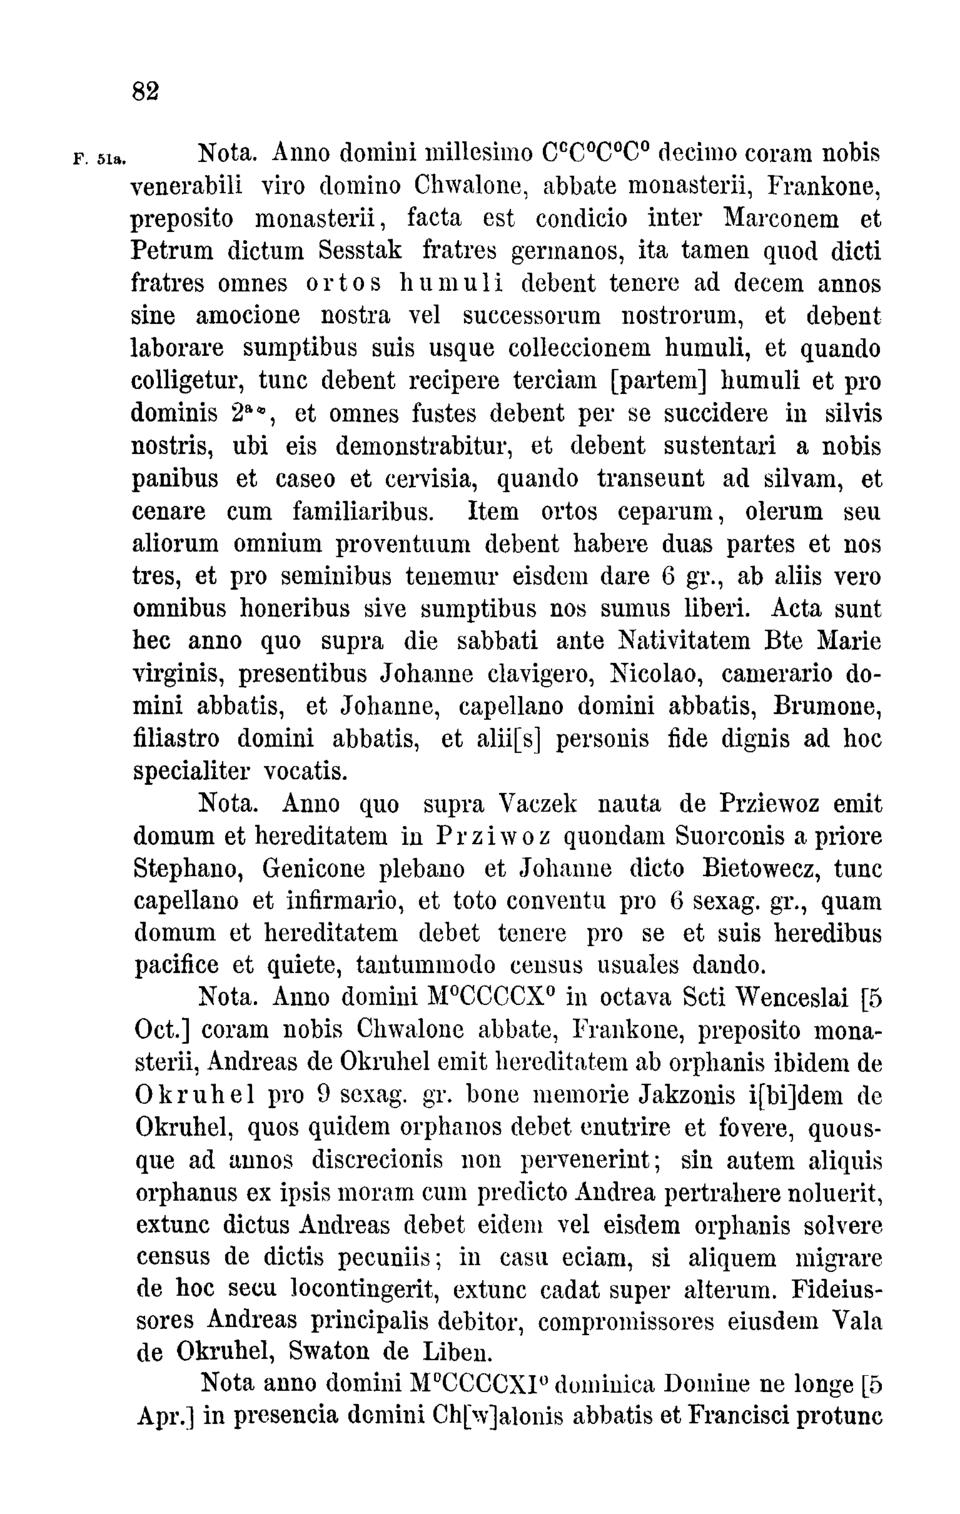 82
F. 51a. Nota. Anno domini millesimo CᶜC⁰C⁰C⁰ decimo coram nobis
venerabili viro domino Chwalone, abbate monasterii, Frankone,
preposito monasterii, facta est condicio inter Marconem et
Petrum dictum Sesstak fratres germanos, ita tamen quod dicti
fratres omnes ortos humuli debent tenere ad decem annos
sine amocione nostra vel successorum nostrorum, et debent
laborare sumptibus suis usque colleccionem humuli, et quando
colligetur, tunc debent recipere terciam [partem] humuli et pro
dominis 2ᵃˢ, et omnes fustes debent per se succidere in silvis
nostris, ubi eis demonstrabitur, et debent sustentari a nobis
panibus et caseo et cervisia, quando transeunt ad silvam, et
cenare cum familiaribus. Item ortos ceparum, olerum seu
aliorum omnium proventuum debent habere duas partes et nos
tres, et pro seminibus tenemur eisdem dare 6 gr., ab aliis vero
omnibus honeribus sive sumptibus nos sumus liberi. Acta sunt
hec anno quo supra die sabbati ante Nativitatem Bte Marie
virginis, presentibus Johanne clavigero, Nicolao, camerario do-
mini abbatis, et Johanne, capellano domini abbatis, Brumone,
filiastro domini abbatis, et alii[s] personis fide dignis ad hoc
specialiter vocatis.
Nota. Anno quo supra Vaczek nauta de Prziewoz emit
domum et hereditatem in Prziwoz quondam Suorconis a priore
Stephano, Genicone plebano et Johanne dicto Bietowecz, tunc
capellano et infirmario, et toto conventu pro 6 sexag. gr., quam
domum et hereditatem debet tenere pro se et suis heredibus
pacifice et quiete, tantummodo census usuales dando.
Nota. Anno domini M⁰CCCCX⁰ in octava Scti Wenceslai [5
Oct.] coram nobis Chwalone abbate, Frankone, preposito mona-
sterii, Andreas de Okruhel emit hereditatem ab orphanis ibidem de
Okruhel pro 9 sexag. gr. bone memorie Jakzonis i[bi]dem de
Okruhel, quos quidem orphanos debet enutrire et fovere, quous-
que ad annos discrecionis non pervenerint; sin autem aliquis
orphanus ex ipsis moram cum predicto Andrea pertrahere noluerit,
extunc dictus Andreas debet eidem vel eisdem orphanis solvere
census de dictis pecuniis; in casu eciam, si aliquem migrare
de hoc secu locontingerit, extunc cadat super alterum. Fideius-
sores Andreas principalis debitor, compromissores eiusdem Vala
de Okruhel, Swaton de Liben.
Nota anno domini M⁰CCCCXI⁰ dominica Domine ne longe [5
Apr.] in presencia domini Ch[w]alonis abbatis et Francisci protunc